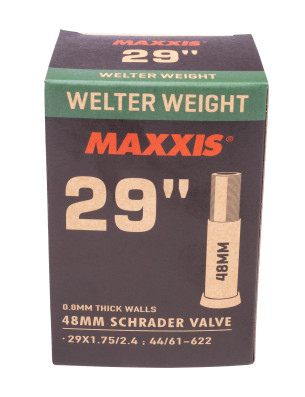 MAXXIS
29"
WELTER WEIGHT
MAXXIS®
29"
48MM
0.8MM THICK WALLS
48MM SCHRADER VALVE
· 29X1.75/2.4 ; 44/61-622